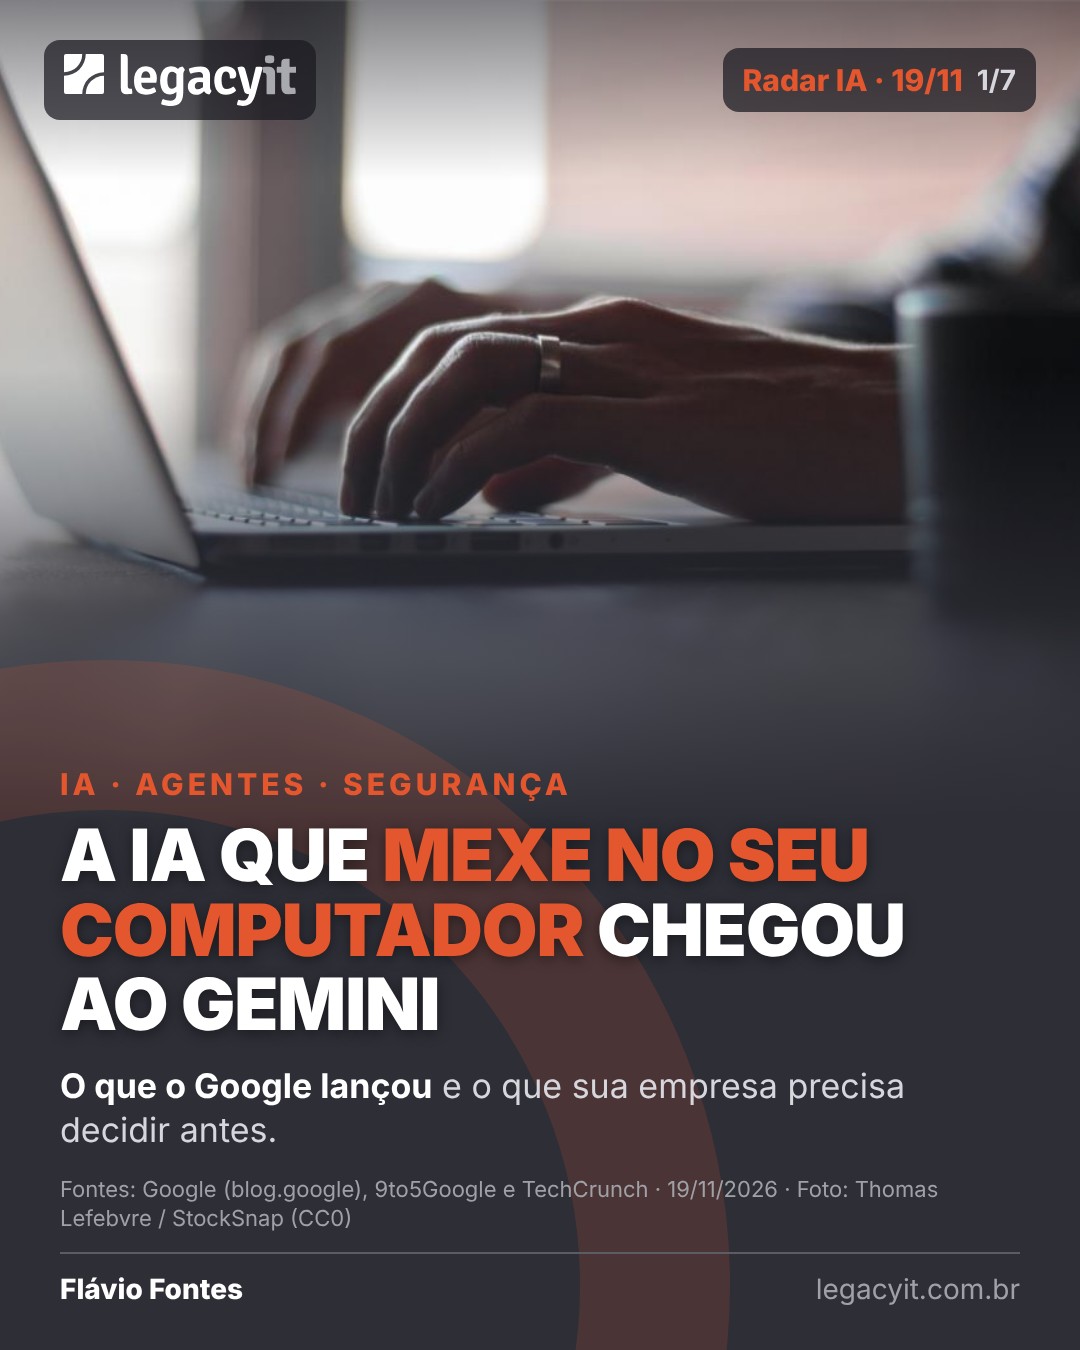 legacyit
Radar IA · 19/11 1/7
IA · AGENTES · SEGURANÇA
A IA QUE MEXE NO SEU
COMPUTADOR CHEGOU
AO GEMINI
O que o Google lançou e o que sua empresa precisa
decidir antes.
Fontes: Google (blog.google), 9to5Google e TechCrunch · 19/11/2026 · Foto: Thomas
Lefebvre / StockSnap (CC0)
Flávio Fontes
legacyit.com.br